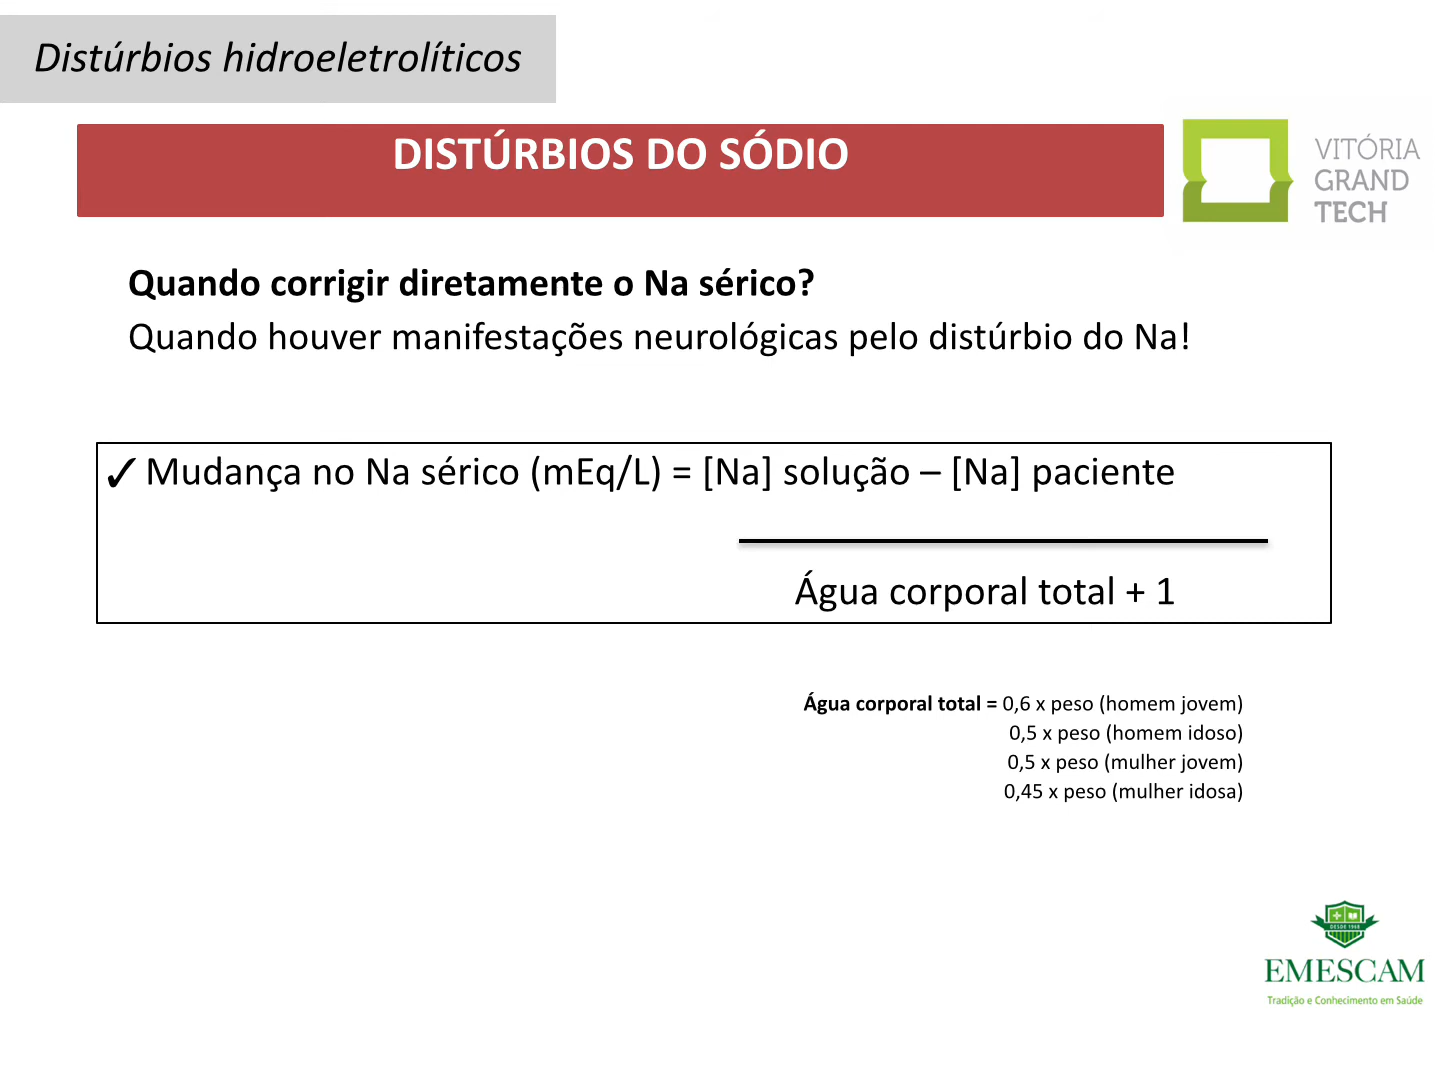 Distúrbios hidroeletrolíticos
DISTÚRBIOS DO SÓDIO
VITÓRIA
GRAND
TECH
Quando corrigir diretamente o Na sérico?
Quando houver manifestações neurológicas pelo distúrbio do Na!
✓Mudança no Na sérico (mEq/L) = [Na] solução – [Na] paciente
Água corporal total + 1
Água corporal total = 0,6 x peso (homem jovem)
0,5 x peso (homem idoso)
0,5 x peso (mulher jovem)
0,45 x peso (mulher idosa)
DESDE 1968
EMESCAM
Tradição e Conhecimento em Saúde